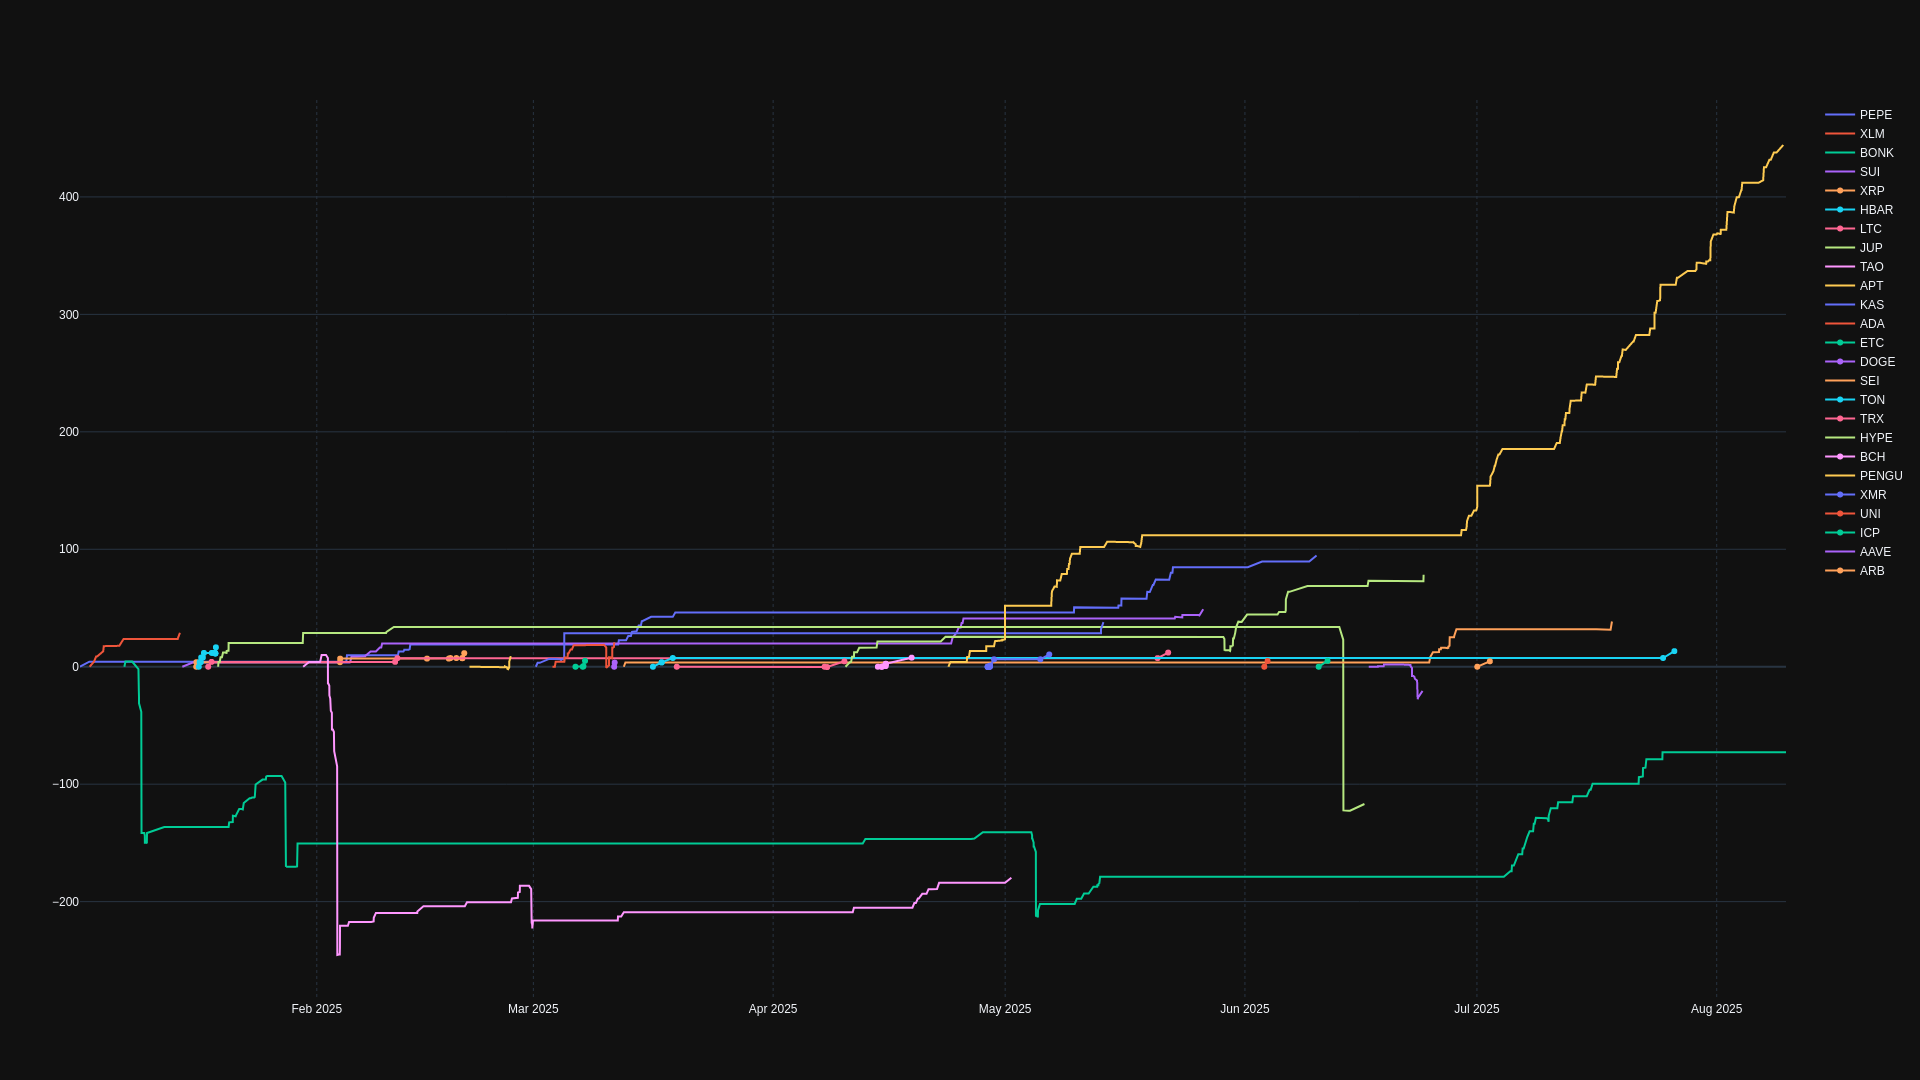 400
300
200
100
0
−100
−200
Feb 2025
Mar 2025
Apr 2025
May 2025
Jun 2025
Jul 2025
Aug 2025
PEPE
XLM
BONK
SUI
XRP
HBAR
LTC
JUP
TAO
APT
KAS
ADA
ETC
DOGE
SEI
TON
TRX
HYPE
BCH
PENGU
XMR
UNI
ICP
AAVE
ARB